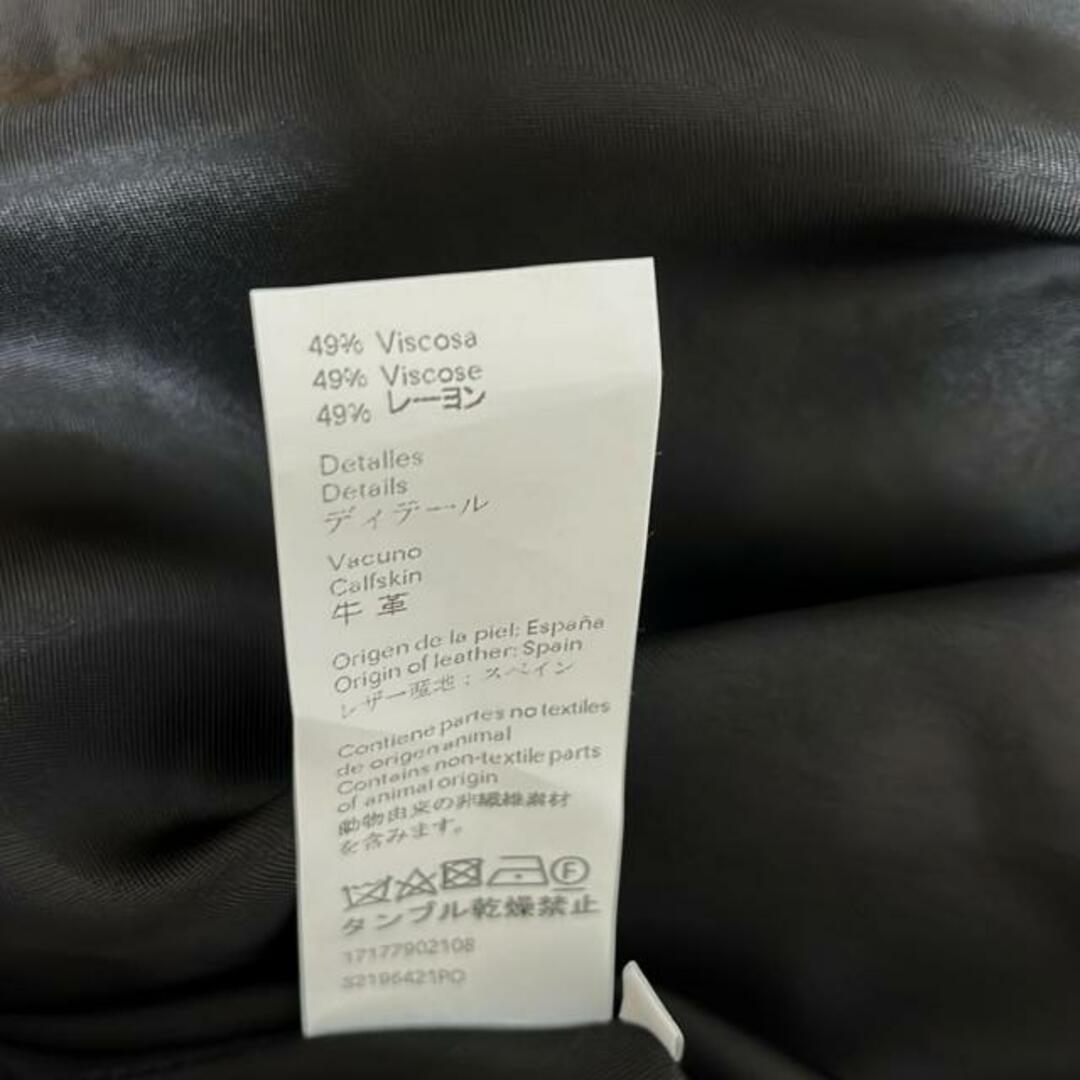 49% Viscosa
49% Viscose
49% レーヨン
Detalles
Details
ディテール
Vacuno
Calfskin
牛革
Origen de la piel: España
Origin of leather: Spain
レザー産地：スペイン
Contiene partes no textiles
de origen animal
Contains non-textile parts
of animal origin
動物由来の非繊維素材
を含みます。
F
タンブル乾燥禁止
17177902108
S2196421PO